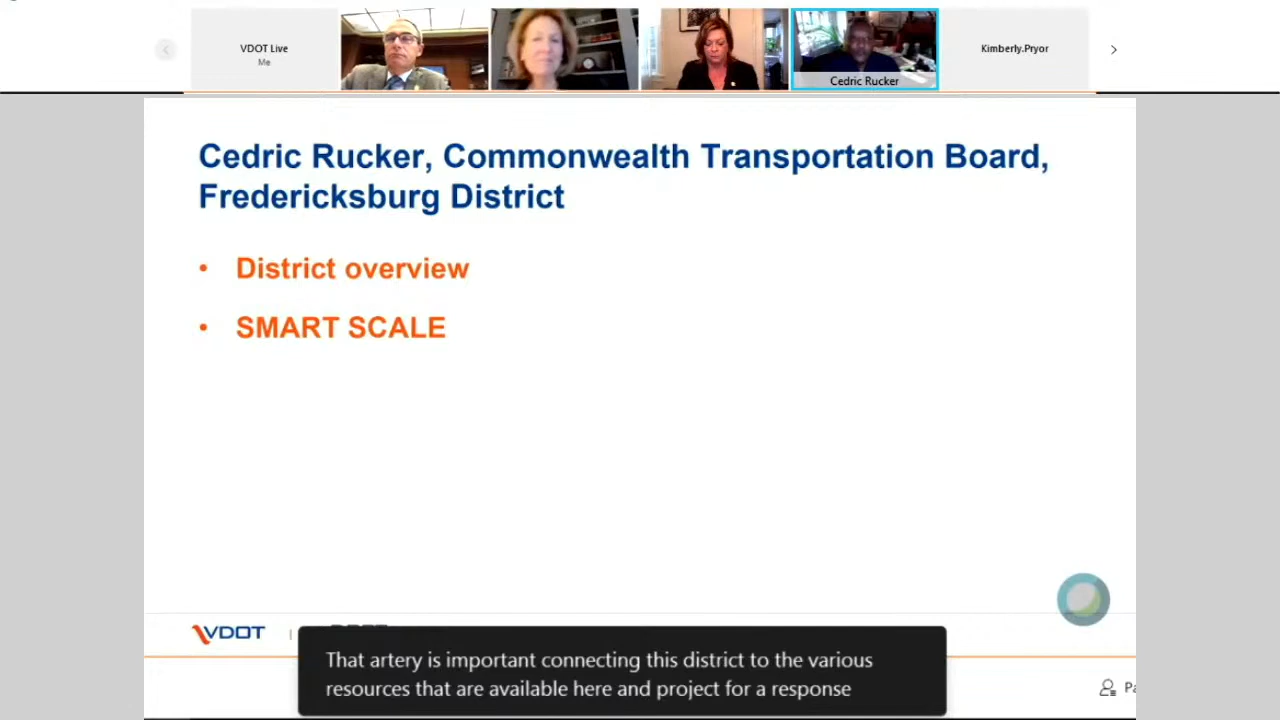 VDOT Live
Me
Cedric Rucker
Kimberly.Pryor
Cedric Rucker, Commonwealth Transportation Board,
Fredericksburg District
• District overview
• SMART SCALE
VDOT |
That artery is important connecting this district to the various
resources that are available here and project for a response
Pa